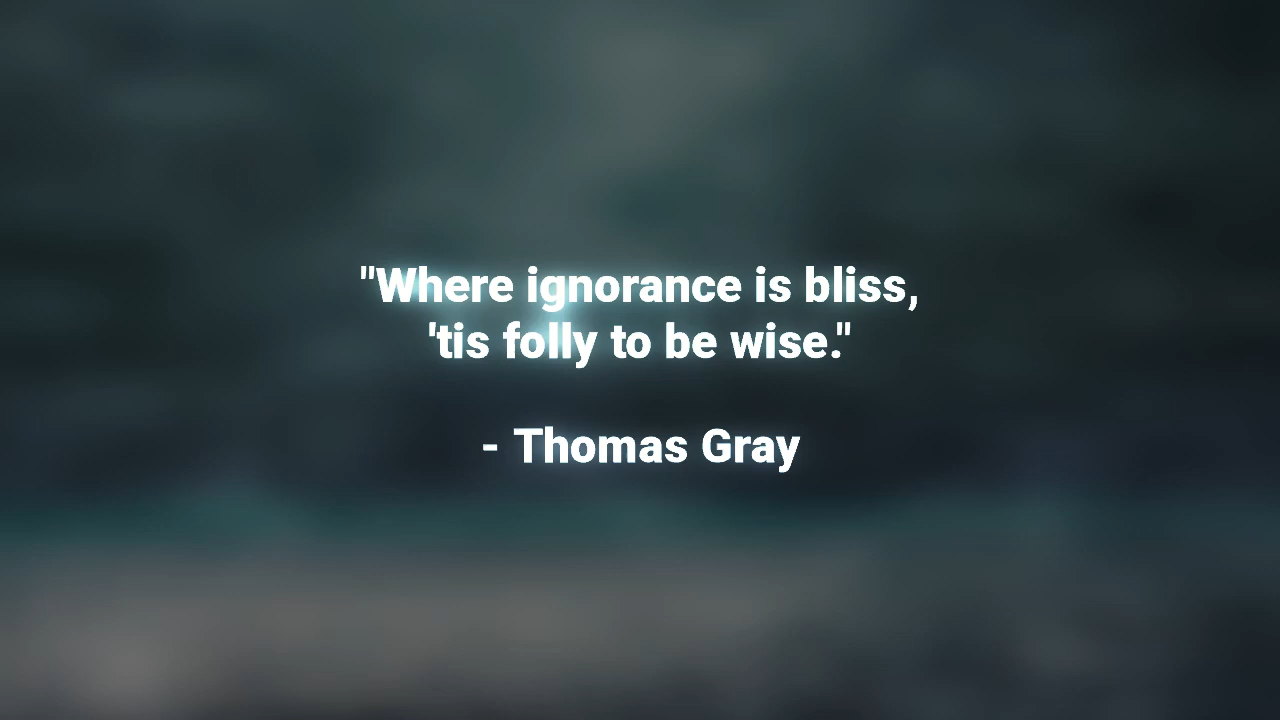 "Where ignorance is bliss,
'tis folly to be wise."
- Thomas Gray